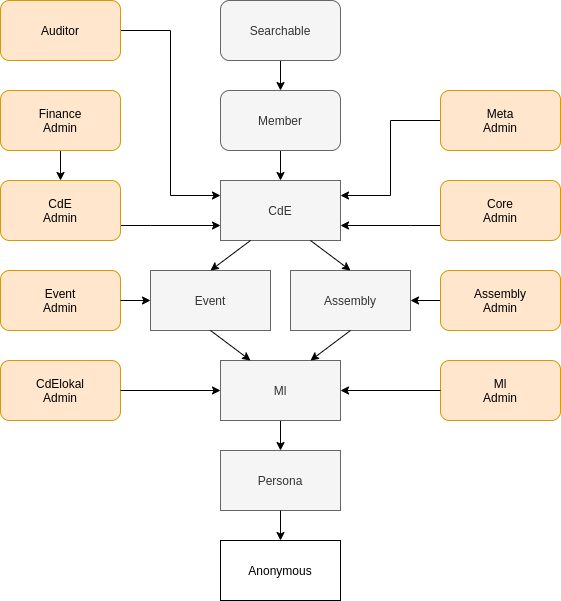 Auditor
Searchable
Finance
Admin
Member
Meta
Admin
CdE
Admin
CdE
Core
Admin
Event
Admin
Event
Assembly
Assembly
Admin
CdElokal
Admin
Ml
Ml
Admin
Persona
Anonymous